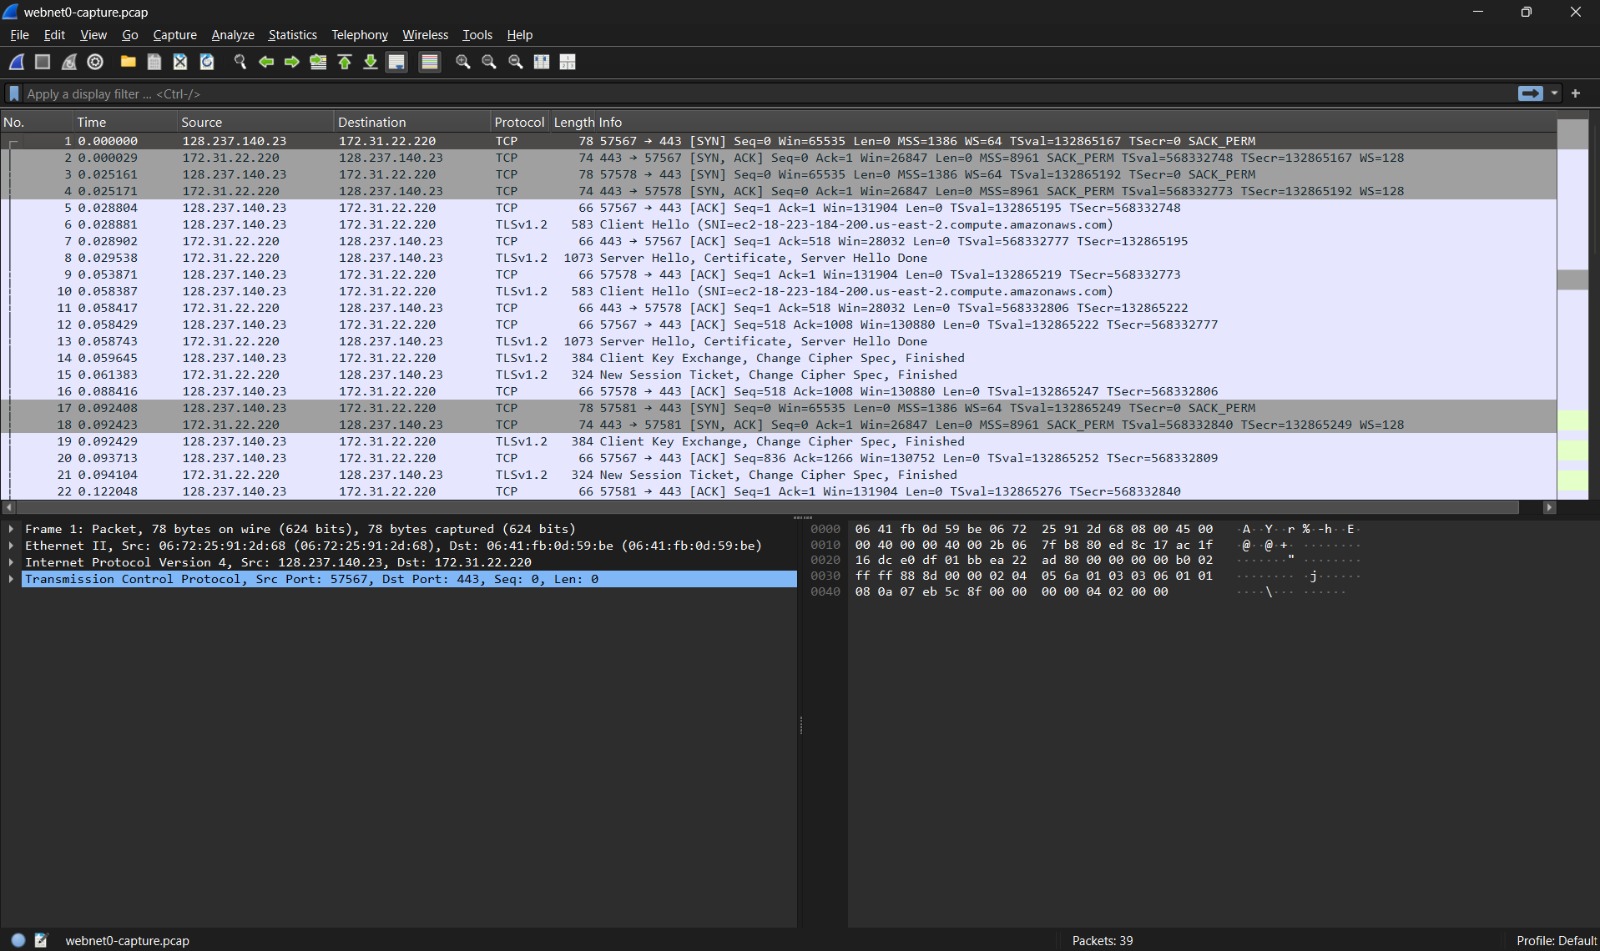 webnet0-capture.pcap
File Edit View Go Capture Analyze Statistics Telephony Wireless Tools Help
Apply a display filter ... <Ctrl-/>
No. Time Source Destination Protocol Length Info
1 0.000000 128.237.140.23 172.31.22.220 TCP 78 57567 → 443 [SYN] Seq=0 Win=65535 Len=0 MSS=1386 WS=64 TSval=132865167 TSecr=0 SACK_PERM
2 0.000029 172.31.22.220 128.237.140.23 TCP 74 443 → 57567 [SYN, ACK] Seq=0 Ack=1 Win=26847 Len=0 MSS=8961 SACK_PERM TSval=568332748 TSecr=132865167 WS=128
3 0.025161 128.237.140.23 172.31.22.220 TCP 78 57578 → 443 [SYN] Seq=0 Win=65535 Len=0 MSS=1386 WS=64 TSval=132865192 TSecr=0 SACK_PERM
4 0.025171 172.31.22.220 128.237.140.23 TCP 74 443 → 57578 [SYN, ACK] Seq=0 Ack=1 Win=26847 Len=0 MSS=8961 SACK_PERM TSval=568332773 TSecr=132865192 WS=128
5 0.028804 128.237.140.23 172.31.22.220 TCP 66 57567 → 443 [ACK] Seq=1 Ack=1 Win=131904 Len=0 TSval=132865195 TSecr=568332748
6 0.028881 128.237.140.23 172.31.22.220 TLSv1.2 583 Client Hello (SNI=ec2-18-223-184-200.us-east-2.compute.amazonaws.com)
7 0.028902 172.31.22.220 128.237.140.23 TCP 66 443 → 57567 [ACK] Seq=1 Ack=518 Win=28032 Len=0 TSval=568332777 TSecr=132865195
8 0.029538 172.31.22.220 128.237.140.23 TLSv1.2 1073 Server Hello, Certificate, Server Hello Done
9 0.053871 128.237.140.23 172.31.22.220 TCP 66 57578 → 443 [ACK] Seq=1 Ack=1 Win=131904 Len=0 TSval=132865219 TSecr=568332773
10 0.058387 128.237.140.23 172.31.22.220 TLSv1.2 583 Client Hello (SNI=ec2-18-223-184-200.us-east-2.compute.amazonaws.com)
11 0.058417 172.31.22.220 128.237.140.23 TCP 66 443 → 57578 [ACK] Seq=1 Ack=518 Win=28032 Len=0 TSval=568332806 TSecr=132865222
12 0.058429 128.237.140.23 172.31.22.220 TCP 66 57567 → 443 [ACK] Seq=518 Ack=1008 Win=130880 Len=0 TSval=132865222 TSecr=568332777
13 0.058743 172.31.22.220 128.237.140.23 TLSv1.2 1073 Server Hello, Certificate, Server Hello Done
14 0.059645 128.237.140.23 172.31.22.220 TLSv1.2 384 Client Key Exchange, Change Cipher Spec, Finished
15 0.061383 172.31.22.220 128.237.140.23 TLSv1.2 324 New Session Ticket, Change Cipher Spec, Finished
16 0.088416 128.237.140.23 172.31.22.220 TCP 66 57578 → 443 [ACK] Seq=518 Ack=1008 Win=130880 Len=0 TSval=132865247 TSecr=568332806
17 0.092408 128.237.140.23 172.31.22.220 TCP 78 57581 → 443 [SYN] Seq=0 Win=65535 Len=0 MSS=1386 WS=64 TSval=132865249 TSecr=0 SACK_PERM
18 0.092423 172.31.22.220 128.237.140.23 TCP 74 443 → 57581 [SYN, ACK] Seq=0 Ack=1 Win=26847 Len=0 MSS=8961 SACK_PERM TSval=568332840 TSecr=132865249 WS=128
19 0.092429 128.237.140.23 172.31.22.220 TLSv1.2 384 Client Key Exchange, Change Cipher Spec, Finished
20 0.093713 128.237.140.23 172.31.22.220 TCP 66 57567 → 443 [ACK] Seq=836 Ack=1266 Win=130752 Len=0 TSval=132865252 TSecr=568332809
21 0.094104 172.31.22.220 128.237.140.23 TLSv1.2 324 New Session Ticket, Change Cipher Spec, Finished
22 0.122048 128.237.140.23 172.31.22.220 TCP 66 57581 → 443 [ACK] Seq=1 Ack=1 Win=131904 Len=0 TSval=132865276 TSecr=568332840
Frame 1: Packet, 78 bytes on wire (624 bits), 78 bytes captured (624 bits)
Ethernet II, Src: 06:72:25:91:2d:68 (06:72:25:91:2d:68), Dst: 06:41:fb:0d:59:be (06:41:fb:0d:59:be)
Internet Protocol Version 4, Src: 128.237.140.23, Dst: 172.31.22.220
Transmission Control Protocol, Src Port: 57567, Dst Port: 443, Seq: 0, Len: 0
0000 06 41 fb 0d 59 be 06 72 25 91 2d 68 08 00 45 00 ·A··Y··r %·-h··E·
0010 00 40 00 00 40 00 2b 06 7f b8 80 ed 8c 17 ac 1f ·@··@·+· ········
0020 16 dc e0 df 01 bb ea 22 ad 80 00 00 00 00 b0 02 ·······" ········
0030 ff ff 88 8d 00 00 02 04 05 6a 01 03 03 06 01 01 ········ ·j······
0040 08 0a 07 eb 5c 8f 00 00 00 00 04 02 00 00 ····\··· ······
webnet0-capture.pcap
Packets: 39
Profile: Default